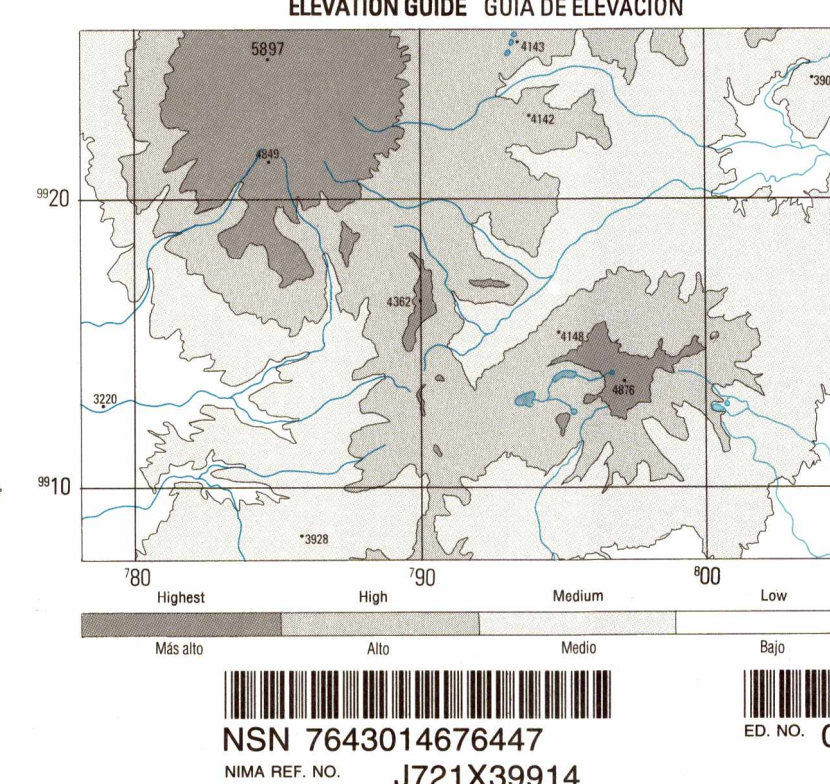 ELEVATION GUIDE GUIA DE ELEVACION
5897
4143
390
4142
4849
9920
4362
4148
4876
3220
9910
3928
780 790 800
Highest High Medium Low
Más alto Alto Medio Bajo
NSN 7643014676447
ED. NO.
NIMA REF. NO. J721X39914